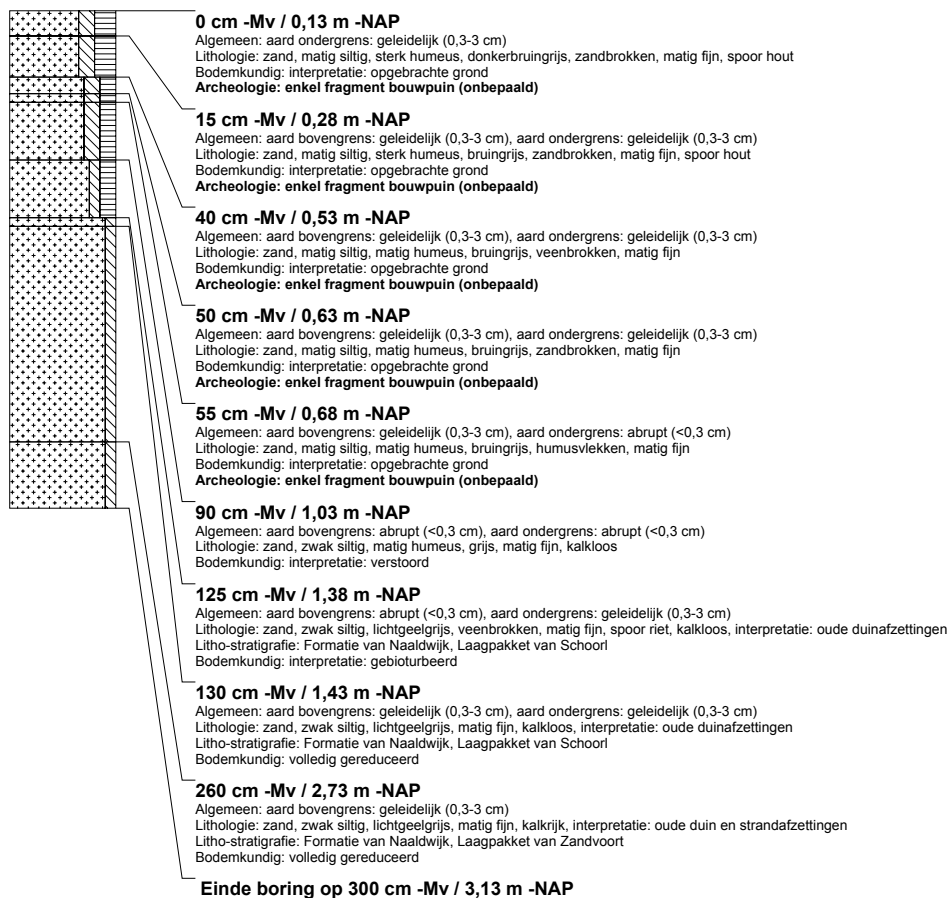 0 cm -Mv / 0,13 m -NAP
Algemeen: aard ondergrens: geleidelijk (0,3-3 cm)
Lithologie: zand, matig siltig, sterk humeus, donkerbruingrijs, zandbrokken, matig fijn, spoor hout
Bodemkundig: interpretatie: opgebrachte grond
Archeologie: enkel fragment bouwpuin (onbepaald)
15 cm -Mv / 0,28 m -NAP
Algemeen: aard bovengrens: geleidelijk (0,3-3 cm), aard ondergrens: geleidelijk (0,3-3 cm)
Lithologie: zand, matig siltig, sterk humeus, bruingrijs, zandbrokken, matig fijn, spoor hout
Bodemkundig: interpretatie: opgebrachte grond
Archeologie: enkel fragment bouwpuin (onbepaald)
40 cm -Mv / 0,53 m -NAP
Algemeen: aard bovengrens: geleidelijk (0,3-3 cm), aard ondergrens: geleidelijk (0,3-3 cm)
Lithologie: zand, matig siltig, matig humeus, bruingrijs, veenbrokken, matig fijn
Bodemkundig: interpretatie: opgebrachte grond
Archeologie: enkel fragment bouwpuin (onbepaald)
50 cm -Mv / 0,63 m -NAP
Algemeen: aard bovengrens: geleidelijk (0,3-3 cm), aard ondergrens: geleidelijk (0,3-3 cm)
Lithologie: zand, matig siltig, matig humeus, bruingrijs, zandbrokken, matig fijn
Bodemkundig: interpretatie: opgebrachte grond
Archeologie: enkel fragment bouwpuin (onbepaald)
55 cm -Mv / 0,68 m -NAP
Algemeen: aard bovengrens: geleidelijk (0,3-3 cm), aard ondergrens: abrupt (<0,3 cm)
Lithologie: zand, matig siltig, matig humeus, bruingrijs, humusvlekken, matig fijn
Bodemkundig: interpretatie: opgebrachte grond
Archeologie: enkel fragment bouwpuin (onbepaald)
90 cm -Mv / 1,03 m -NAP
Algemeen: aard bovengrens: abrupt (<0,3 cm), aard ondergrens: abrupt (<0,3 cm)
Lithologie: zand, zwak siltig, matig humeus, grijs, matig fijn, kalkloos
Bodemkundig: interpretatie: verstoord
125 cm -Mv / 1,38 m -NAP
Algemeen: aard bovengrens: abrupt (<0,3 cm), aard ondergrens: geleidelijk (0,3-3 cm)
Lithologie: zand, zwak siltig, lichtgeelgrijs, veenbrokken, matig fijn, spoor riet, kalkloos, interpretatie: oude duinafzettingen
Litho-stratigrafie: Formatie van Naaldwijk, Laagpakket van Schoorl
Bodemkundig: interpretatie: gebioturbeerd
130 cm -Mv / 1,43 m -NAP
Algemeen: aard bovengrens: geleidelijk (0,3-3 cm), aard ondergrens: geleidelijk (0,3-3 cm)
Lithologie: zand, zwak siltig, lichtgeelgrijs, matig fijn, kalkloos, interpretatie: oude duinafzettingen
Litho-stratigrafie: Formatie van Naaldwijk, Laagpakket van Schoorl
Bodemkundig: volledig gereduceerd
260 cm -Mv / 2,73 m -NAP
Algemeen: aard bovengrens: geleidelijk (0,3-3 cm)
Lithologie: zand, zwak siltig, lichtgeelgrijs, matig fijn, kalkrijk, interpretatie: oude duin en strandafzettingen
Litho-stratigrafie: Formatie van Naaldwijk, Laagpakket van Zandvoort
Bodemkundig: volledig gereduceerd
Einde boring op 300 cm -Mv / 3,13 m -NAP